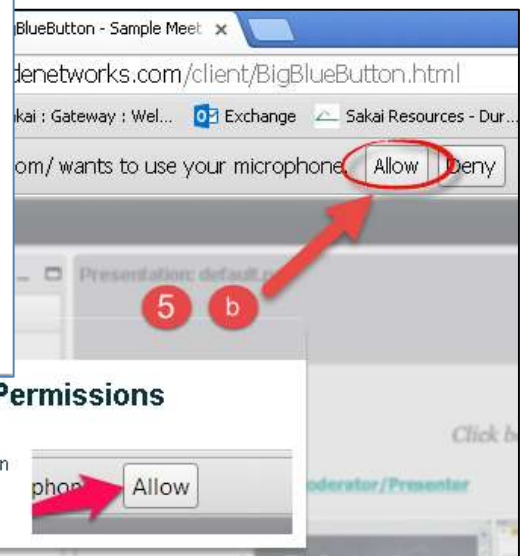 BlueButton - Sample Meet x
denetworks.com/client/BigBlueButton.html
kai : Gateway : Wel... Exchange Sakai Resources - Dur...
om/ wants to use your microphone. Allow Deny
Presentation: default.p
5 b
Permissions
Click b
n
phon Allow
oderator/Presenter